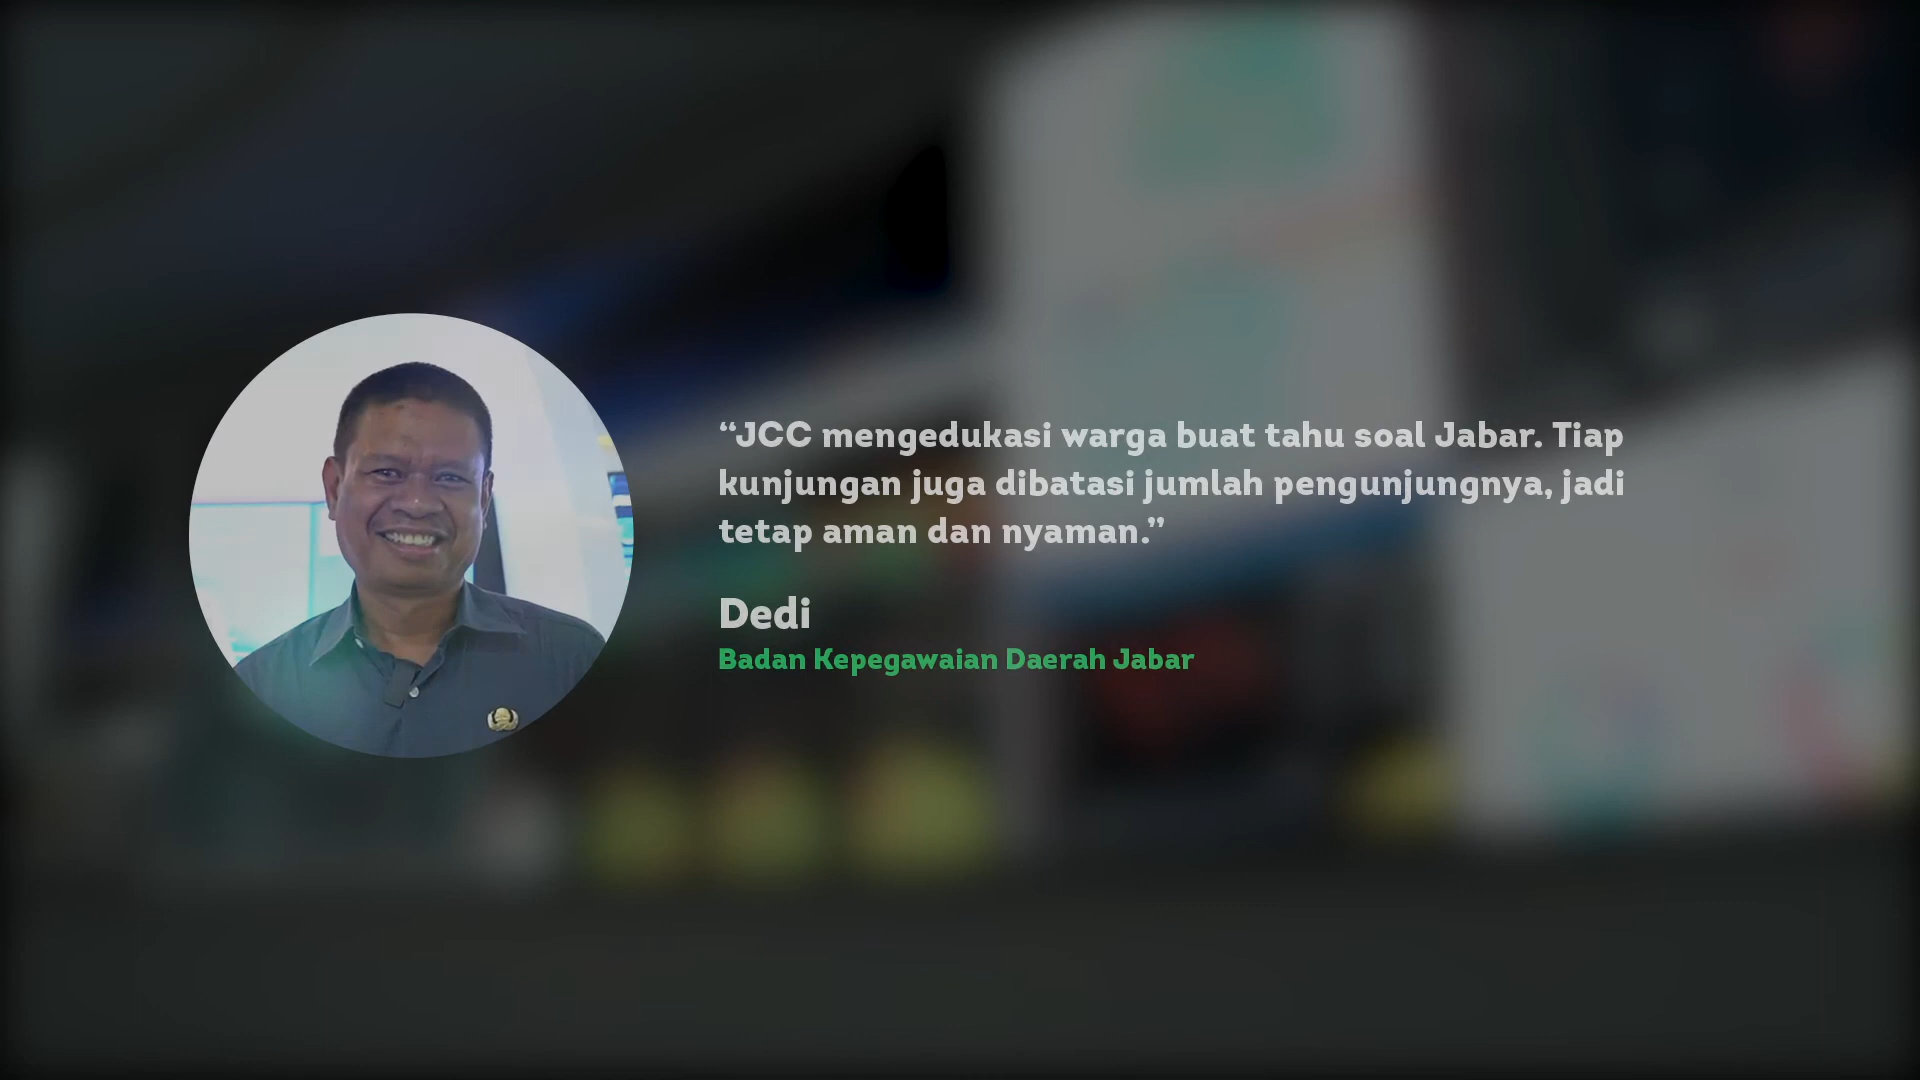 “JCC mengedukasi warga buat tahu soal Jabar. Tiap
kunjungan juga dibatasi jumlah pengunjungnya, jadi
tetap aman dan nyaman.”
Dedi
Badan Kepegawaian Daerah Jabar